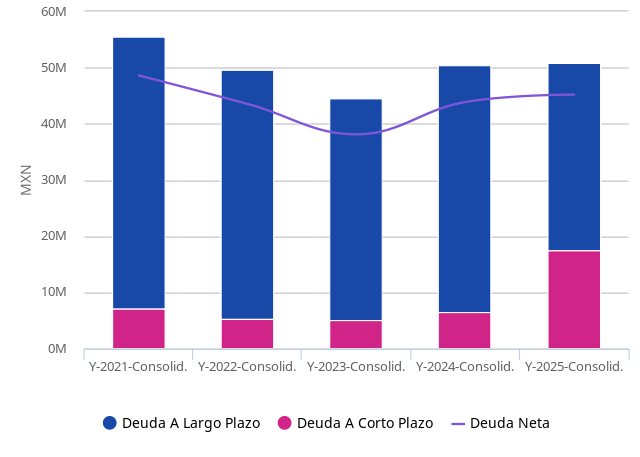 60M
50M
40M
30M
20M
10M
0M
MXN
Y-2021-Consolid. Y-2022-Consolid. Y-2023-Consolid. Y-2024-Consolid. Y-2025-Consolid.
Deuda A Largo Plazo Deuda A Corto Plazo Deuda Neta